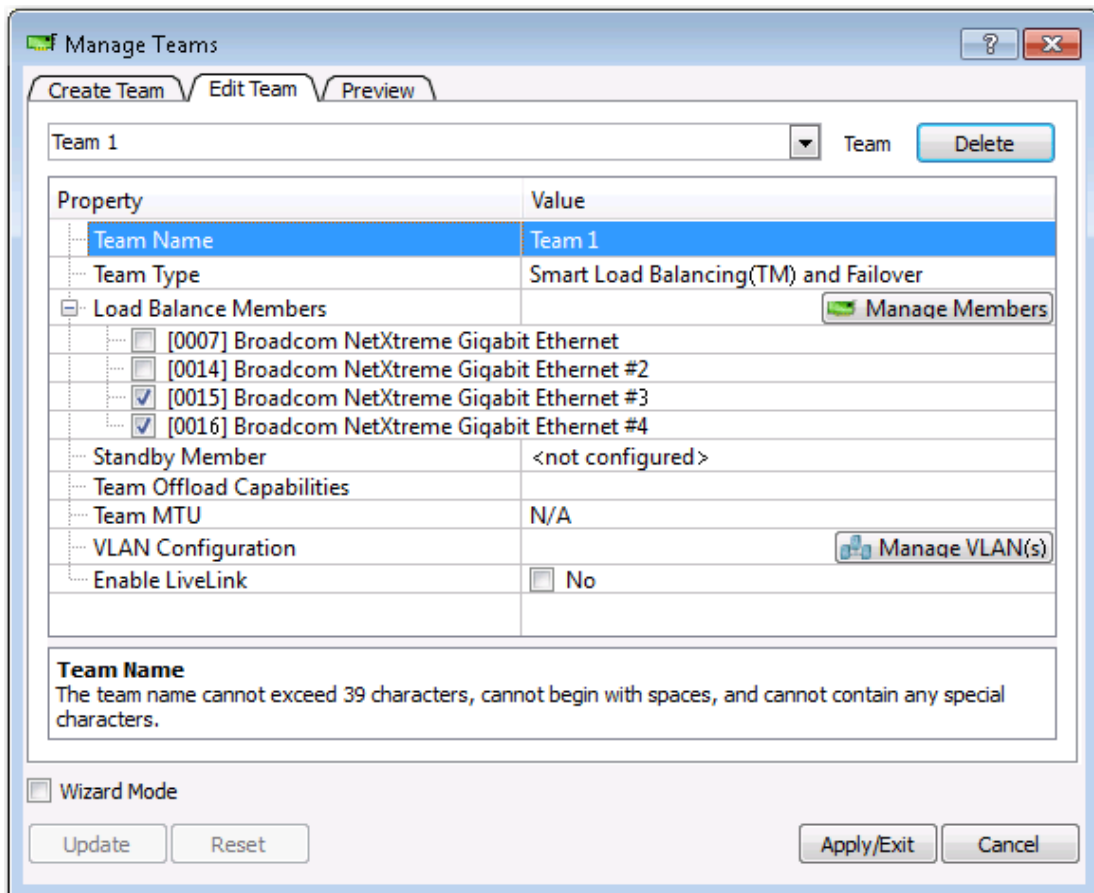 Manage Teams
Create Team Edit Team Preview
Team 1 Team Delete
Property Value
Team Name Team 1
Team Type Smart Load Balancing(TM) and Failover
Load Balance Members Manage Members
[0007] Broadcom NetXtreme Gigabit Ethernet
[0014] Broadcom NetXtreme Gigabit Ethernet #2
[0015] Broadcom NetXtreme Gigabit Ethernet #3
[0016] Broadcom NetXtreme Gigabit Ethernet #4
Standby Member <not configured>
Team Offload Capabilities
Team MTU N/A
VLAN Configuration Manage VLAN(s)
Enable LiveLink No
Team Name
The team name cannot exceed 39 characters, cannot begin with spaces, and cannot contain any special
characters.
Wizard Mode
Update Reset Apply/Exit Cancel